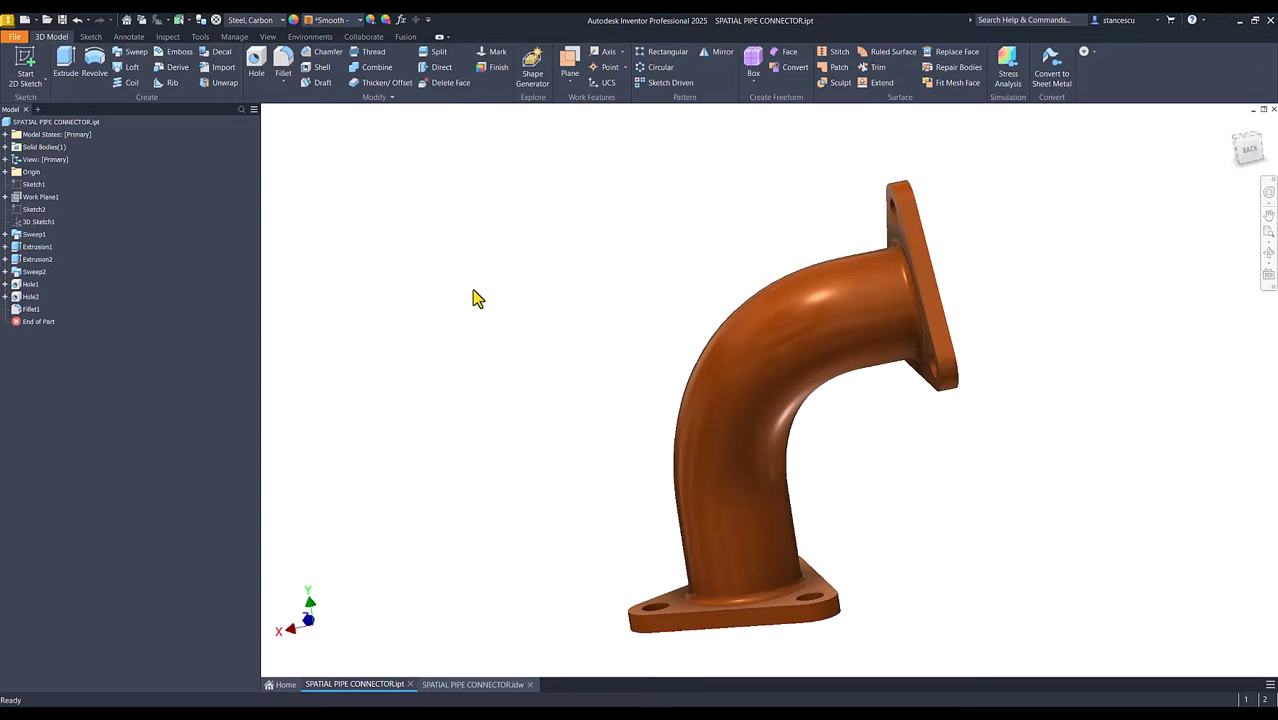 Steel, Carbon *Smooth - Autodesk Inventor Professional 2025 SPATIAL PIPE CONNECTOR.ipt Search Help & Commands... stancescu
File 3D Model Sketch Annotate Inspect Tools Manage View Environments Collaborate Fusion
Start
2D Sketch
Sketch
Extrude Revolve
Sweep Emboss Decal
Loft Derive Import
Coil Rib Unwrap
Create
Hole Fillet
Chamfer Thread Split Direct
Shell Combine Delete Face
Draft Thicken/ Offset
Modify
Mark
Finish
Shape
Generator
Explore
Plane
Axis
Point
UCS
Work Features
Rectangular Mirror
Circular
Sketch Driven
Pattern
Box
Face
Convert
Create Freeform
Stitch Ruled Surface Replace Face
Patch Trim Repair Bodies
Sculpt Extend Fit Mesh Face
Surface
Stress
Analysis
Simulation
Convert to
Sheet Metal
Convert
Model
SPATIAL PIPE CONNECTOR.ipt
Model States: [Primary]
Solid Bodies(1)
View: [Primary]
Origin
Sketch1
Work Plane1
Sketch2
3D Sketch1
Sweep1
Extrusion1
Extrusion2
Sweep2
Hole1
Hole2
Fillet1
End of Part
BACK
Y
Z
X
Home SPATIAL PIPE CONNECTOR.ipt SPATIAL PIPE CONNECTOR.idw
Ready 1 2